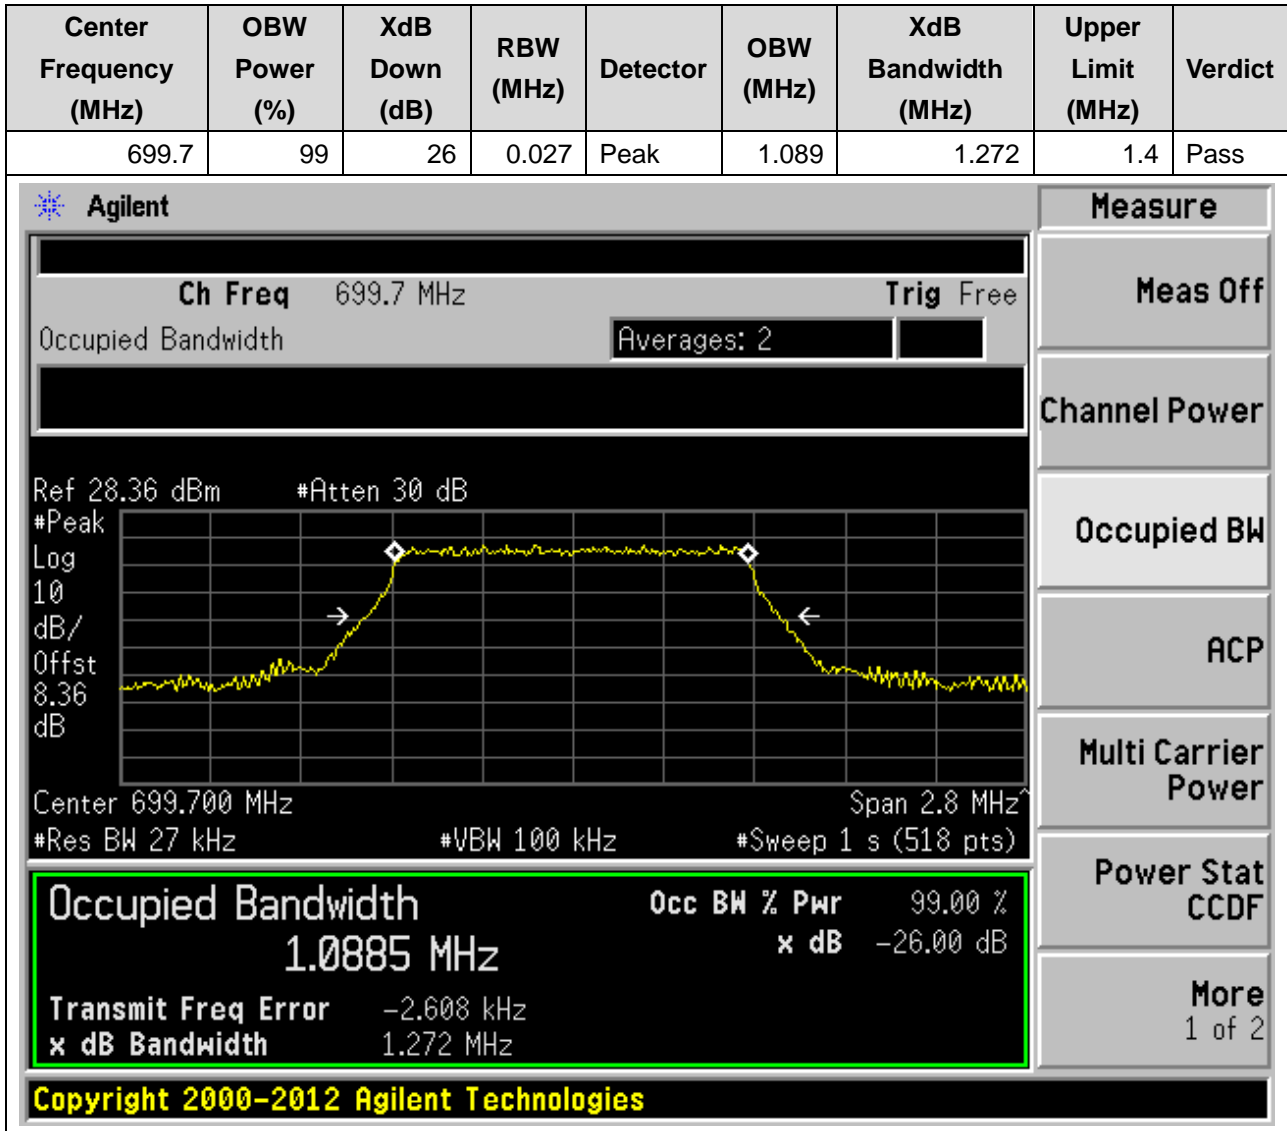 Center Frequency (MHz) OBW Power (%) XdB Down (dB) RBW (MHz) Detector OBW (MHz) XdB Bandwidth (MHz) Upper Limit (MHz) Verdict
699.7 99 26 0.027 Peak 1.089 1.272 1.4 Pass
Agilent
Measure
Ch Freq 699.7 MHz Trig Free
Meas Off
Occupied Bandwidth Averages: 2
Channel Power
Ref 28.36 dBm #Atten 30 dB
#Peak
Log
10
dB/
Offst
8.36
dB
Occupied BW
ACP
Multi Carrier
Power
Center 699.700 MHz Span 2.8 MHz^
#Res BW 27 kHz #VBW 100 kHz #Sweep 1 s (518 pts)
Power Stat
CCDF
Occupied Bandwidth Occ BW % Pwr 99.00 %
1.0885 MHz x dB -26.00 dB
Transmit Freq Error -2.608 kHz
x dB Bandwidth 1.272 MHz
More
1 of 2
Copyright 2000-2012 Agilent Technologies